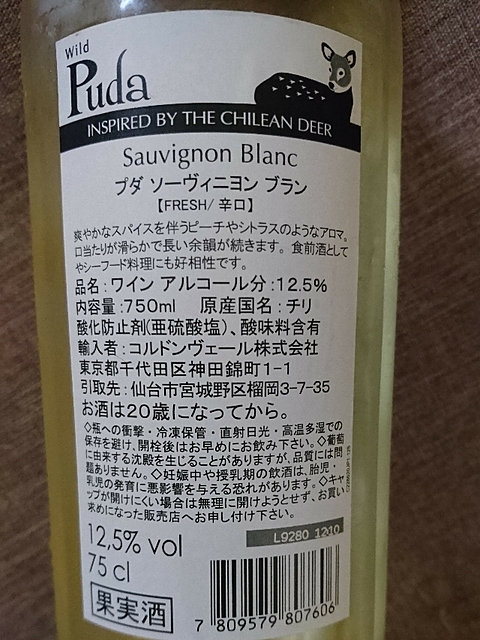 Wild
Puda
INSPIRED BY THE CHILEAN DEER
Sauvignon Blanc
プダ ソーヴィニヨン ブラン
【FRESH/ 辛口】
爽やかなスパイスを伴うピーチやシトラスのようなアロマ。
口当たりが滑らかで長い余韻が続きます。食前酒として
やシーフード料理にも好相性です。
品名:ワイン アルコール分:12.5%
内容量:750ml 原産国名:チリ
酸化防止剤(亜硫酸塩)、酸味料含有
輸入者:コルドンヴェール株式会社
東京都千代田区神田錦町1-1
引取先:仙台市宮城野区榴岡3-7-35
お酒は20歳になってから。
◇瓶への衝撃・冷凍保管・直射日光・高温多湿での
保存を避け、開栓後はお早めにお飲み下さい。◇葡萄
に由来する沈殿を生じることがありますが、品質には問
題ありません。◇妊娠中や授乳期の飲酒は、胎児・
乳児の発育に悪影響を与える恐れがあります。◇キャ
ップが開けにくい場合は無理に開けようとせず、お買い
求めになった販売店へお申し付け下さい。
12,5% vol
75 cl
L9280 1210
果実酒
7 809579 807606